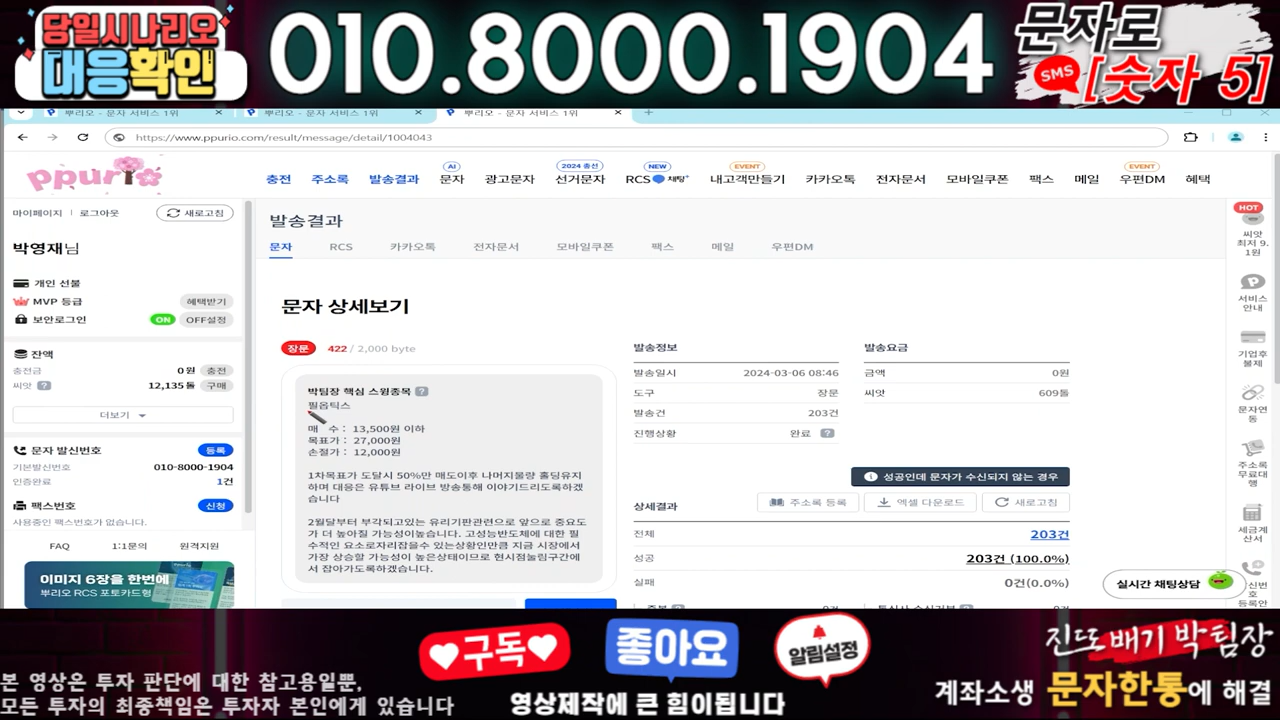 당일시나리오
대응확인
010.8000.1904
문자로
SMS
[숫자 5]
뿌리오 - 문자 서비스 1위
뿌리오 - 문자 서비스 1위
뿌리오 - 문자 서비스 1위
https://www.ppurio.com/result/message/detail/1004043
ppurio
충전
주소록
발송결과
AI
문자
광고문자
2024 총선
선거문자
NEW
RCS 채팅+
EVENT
내고객만들기
카카오톡
전자문서
모바일쿠폰
팩스
메일
EVENT
우편DM
혜택
마이페이지 | 로그아웃
새로고침
박영재님
개인 선불
MVP 등급
혜택받기
보안로그인
ON
OFF설정
잔액
충전금
0원
충전
씨앗 ?
12,135톨
구매
더보기
문자 발신번호
등록
기본발신번호
010-8000-1904
인증완료
1건
팩스번호
신청
사용중인 팩스번호가 없습니다.
FAQ
1:1문의
원격지원
이미지 6장을 한번에
뿌리오 RCS 포토카드형
발송결과
문자
RCS
카카오톡
전자문서
모바일쿠폰
팩스
메일
우편DM
문자 상세보기
장문
422 / 2,000 byte
박팀장 핵심 스윙종목 ?
필옵틱스
매 수 : 13,500원 이하
목표가 : 27,000원
손절가 : 12,000원
1차목표가 도달시 50%만 매도이후 나머지물량 홀딩유지
하며 대응은 유튜브 라이브 방송통해 이야기드리도록하겠
습니다
2월달부터 부각되고있는 유리기판관련으로 앞으로 중요도
가 더 높아질 가능성이높습니다. 고성능반도체에 대한 필
수적인 요소로자리잡을수 있는상황인만큼 지금 시장에서
가장 상승할 가능성이 높은상태이므로 현시점눌림구간에
서 잡아가도록하겠습니다.
발송정보
발송일시
2024-03-06 08:46
도구
장문
발송건
203건
진행상황
완료 ?
발송요금
금액
0원
씨앗
609톨
성공인데 문자가 수신되지 않는 경우
상세결과
주소록 등록
엑셀 다운로드
새로고침
전체
203건
성공
203건 (100.0%)
실패
0건(0.0%)
HOT
씨앗
최저 9.
1원
서비스
안내
기업후
불제
문자연
동
주소록
무료대
행
세금계
산서
실시간 채팅상담
등록안
구독
좋아요
알림설정
진또배기 박팀장
본 영상은 투자 판단에 대한 참고용일뿐,
모든 투자의 최종책임은 투자자 본인에게 있습니다
영상제작에 큰 힘이됩니다
계좌소생 문자한통에 해결